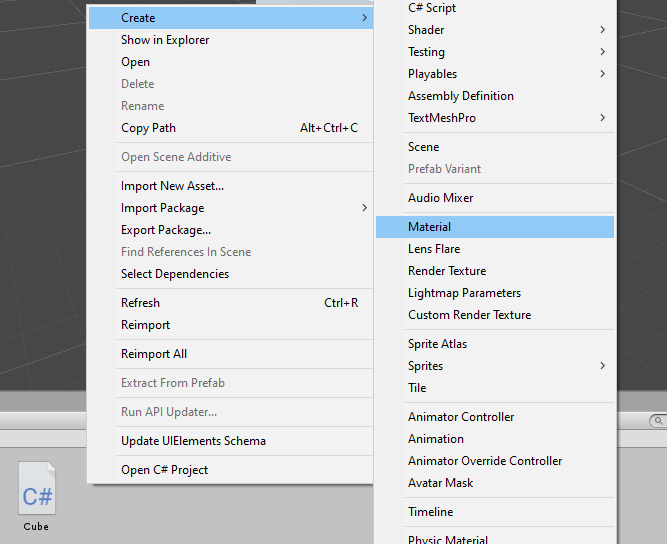 Create
Show in Explorer
Open
Delete
Rename
Copy Path Alt+Ctrl+C
Open Scene Additive
Import New Asset...
Import Package
Export Package...
Find References In Scene
Select Dependencies
Refresh Ctrl+R
Reimport
Reimport All
Extract From Prefab
Run API Updater...
Update UIElements Schema
Open C# Project
C# Script
Shader
Testing
Playables
Assembly Definition
TextMeshPro
Scene
Prefab Variant
Audio Mixer
Material
Lens Flare
Render Texture
Lightmap Parameters
Custom Render Texture
Sprite Atlas
Sprites
Tile
Animator Controller
Animation
Animator Override Controller
Avatar Mask
Timeline
Physic Material
C#
Cube